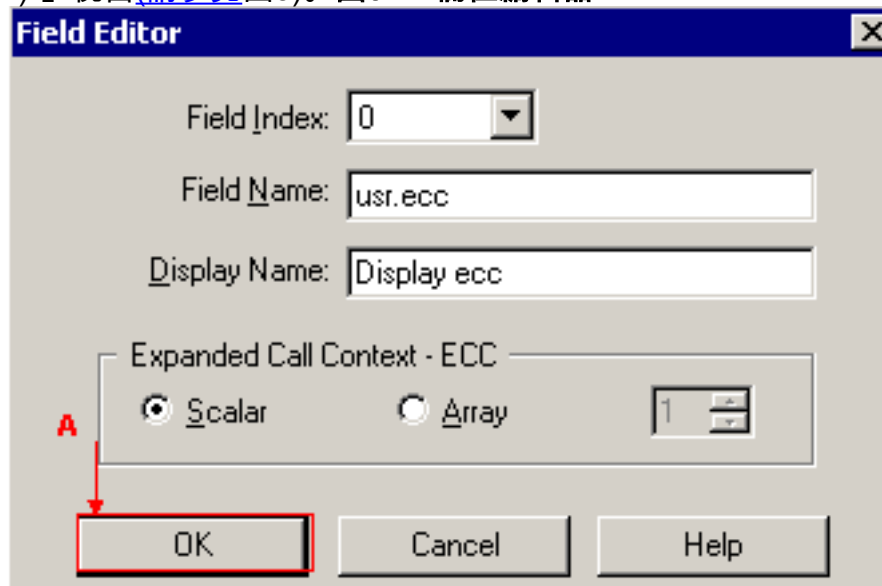 Field Editor
Field Index: 0
Field Name: usr.ecc
Display Name: Display ecc
Expanded Call Context - ECC
Scalar Array 1
A
OK Cancel Help